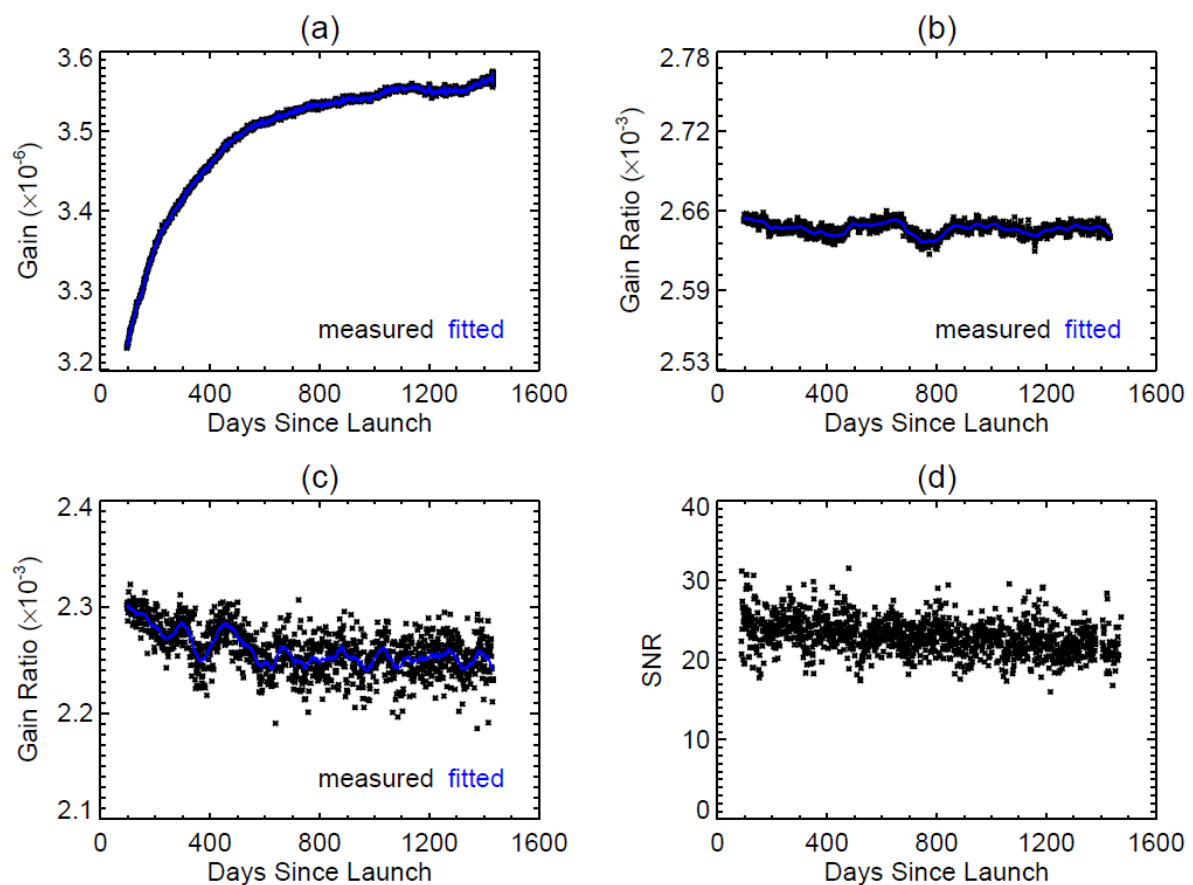 (a)
Gain (×10⁻⁶)
3.6
3.5
3.4
3.3
3.2
measured fitted
0 400 800 1200 1600
Days Since Launch
(b)
Gain Ratio (×10⁻³)
2.78
2.72
2.66
2.59
2.53
measured fitted
0 400 800 1200 1600
Days Since Launch
(c)
Gain Ratio (×10⁻³)
2.4
2.3
2.2
2.1
measured fitted
0 400 800 1200 1600
Days Since Launch
(d)
SNR
40
30
20
10
0
0 400 800 1200 1600
Days Since Launch